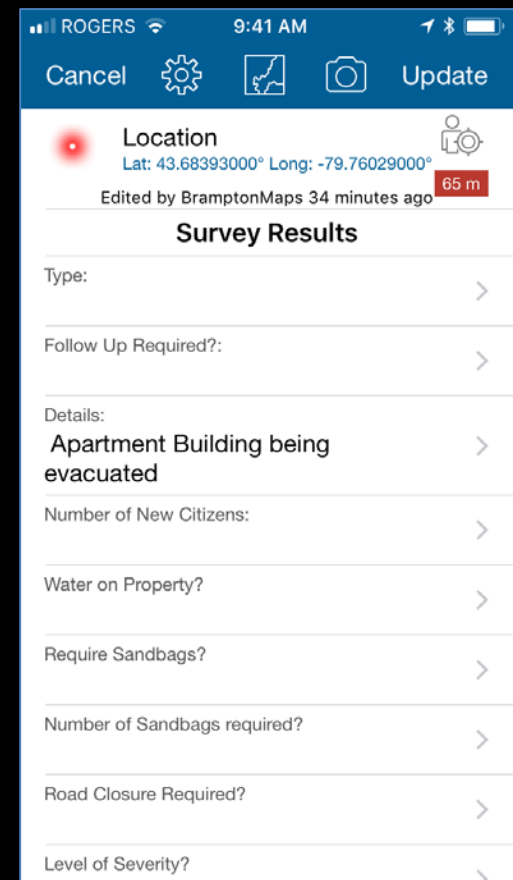 ROGERS 9:41 AM
Cancel Update
Location
Lat: 43.68393000° Long: -79.76029000°
65 m
Edited by BramptonMaps 34 minutes ago
Survey Results
Type:
Follow Up Required?:
Details:
Apartment Building being
evacuated
Number of New Citizens:
Water on Property?
Require Sandbags?
Number of Sandbags required?
Road Closure Required?
Level of Severity?